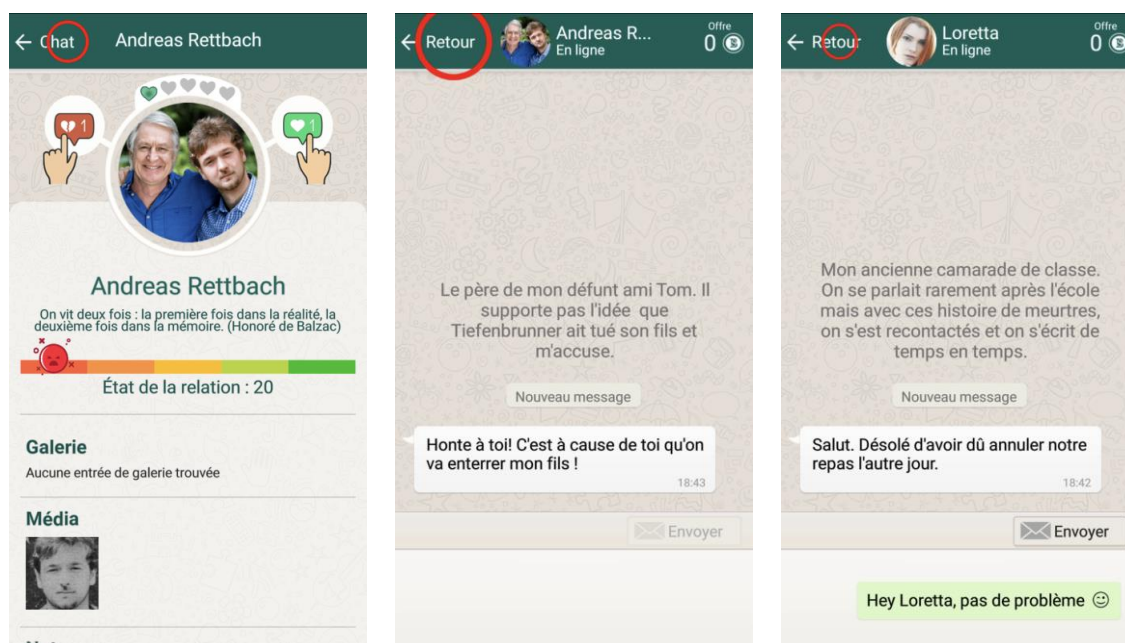 ← Chat
Andreas Rettbach
1
1
Andreas Rettbach
On vit deux fois : la première fois dans la réalité, la
deuxième fois dans la mémoire. (Honoré de Balzac)
État de la relation : 20
Galerie
Aucune entrée de galerie trouvée
Média
← Retour
Andreas R...
En ligne
Offre
0
Le père de mon défunt ami Tom. Il
supporte pas l'idée que
Tiefenbrunner ait tué son fils et
m'accuse.
Nouveau message
Honte à toi! C'est à cause de toi qu'on
va enterrer mon fils !
18:43
Envoyer
← Retour
Loretta
En ligne
Offre
0
Mon ancienne camarade de classe.
On se parlait rarement après l'école
mais avec ces histoire de meurtres,
on s'est recontactés et on s'écrit de
temps en temps.
Nouveau message
Salut. Désolé d'avoir dû annuler notre
repas l'autre jour.
18:42
Envoyer
Hey Loretta, pas de problème ☺